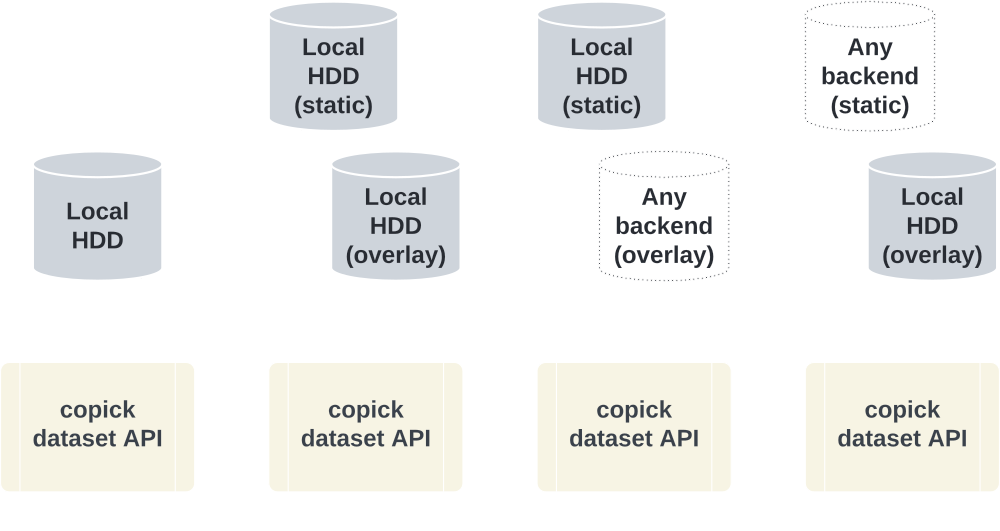 Local
HDD
(static)
Local
HDD
(static)
Any
backend
(static)
Local
HDD
Local
HDD
(overlay)
Any
backend
(overlay)
Local
HDD
(overlay)
copick
dataset API
copick
dataset API
copick
dataset API
copick
dataset API